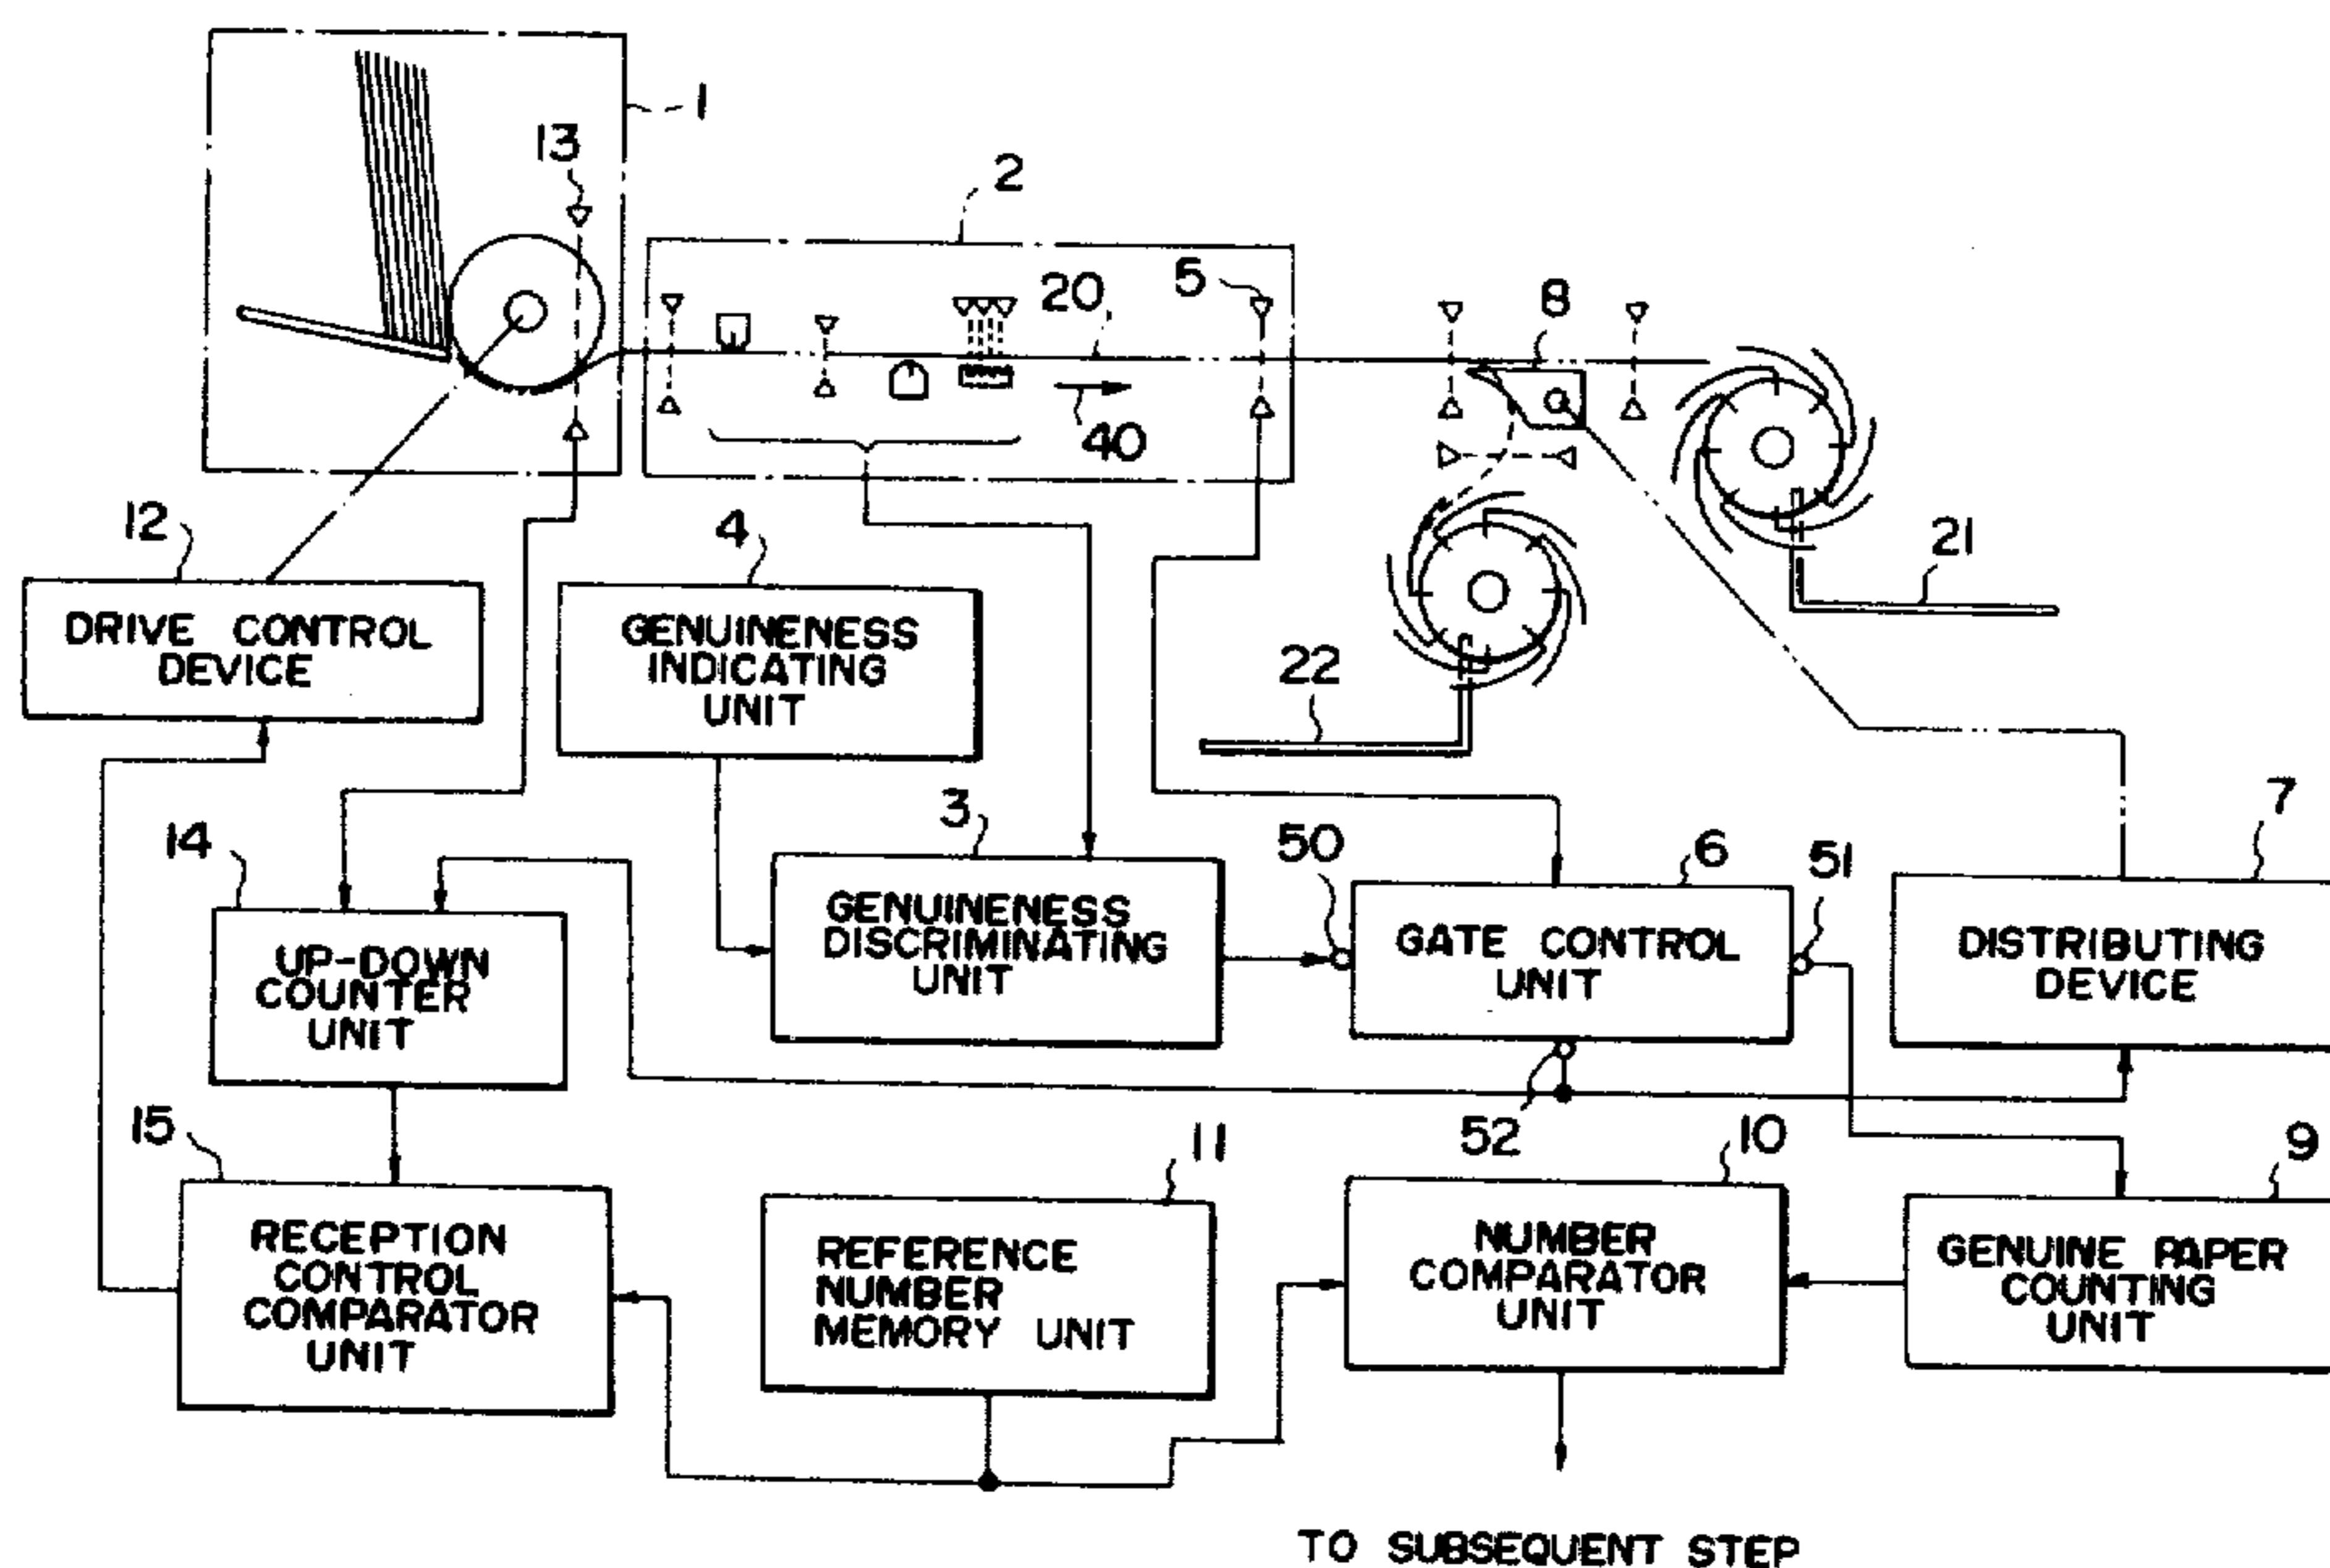 1
13
2
5
20
8
40
12
4
21
DRIVE CONTROL
DEVICE
GENUINENESS
INDICATING
UNIT
22
7
14
3
50
6
51
UP-DOWN
COUNTER
UNIT
GENUINENESS
DISCRIMINATING
UNIT
GATE CONTROL
UNIT
DISTRIBUTING
DEVICE
15
11
52
10
9
RECEPTION
CONTROL
COMPARATOR
UNIT
REFERENCE
NUMBER
MEMORY UNIT
NUMBER
COMPARATOR
UNIT
GENUINE PAPER
COUNTING
UNIT
TO SUBSEQUENT STEP